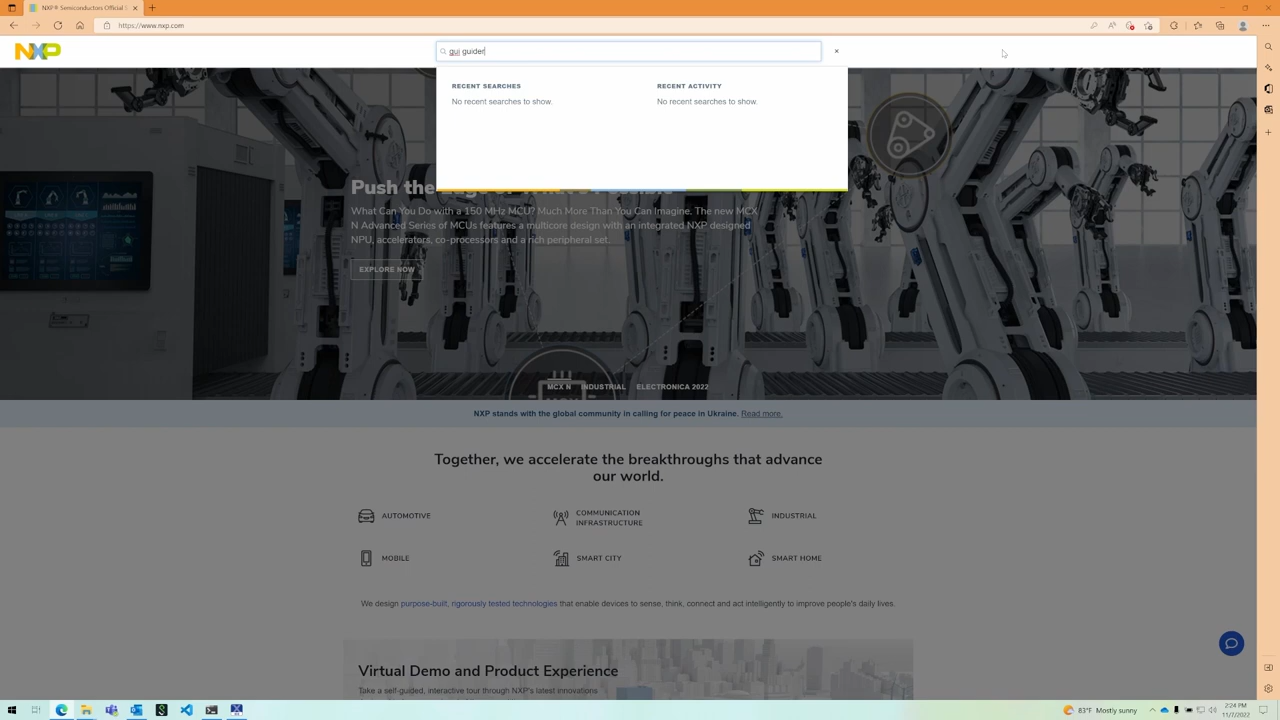 NXP® Semiconductors Official S
https://www.nxp.com
NXP
gui guider
RECENT SEARCHES
No recent searches to show.
RECENT ACTIVITY
No recent searches to show.
Push the
What Can You Do with a 150 MHz MCU? Much More Than You Can Imagine. The new MCX
N Advanced Series of MCUs features a multicore design with an integrated NXP designed
NPU, accelerators, co-processors and a rich peripheral set.
EXPLORE NOW
MCX N
INDUSTRIAL
ELECTRONICA 2022
NXP stands with the global community in calling for peace in Ukraine. Read more.
Together, we accelerate the breakthroughs that advance
our world.
AUTOMOTIVE
COMMUNICATION
INFRASTRUCTURE
INDUSTRIAL
MOBILE
SMART CITY
SMART HOME
We design purpose-built, rigorously tested technologies that enable devices to sense, think, connect and act intelligently to improve people's daily lives.
Virtual Demo and Product Experience
Take a self-guided, interactive tour through NXP's latest innovations
83°F Mostly sunny
2:24 PM
11/7/2022